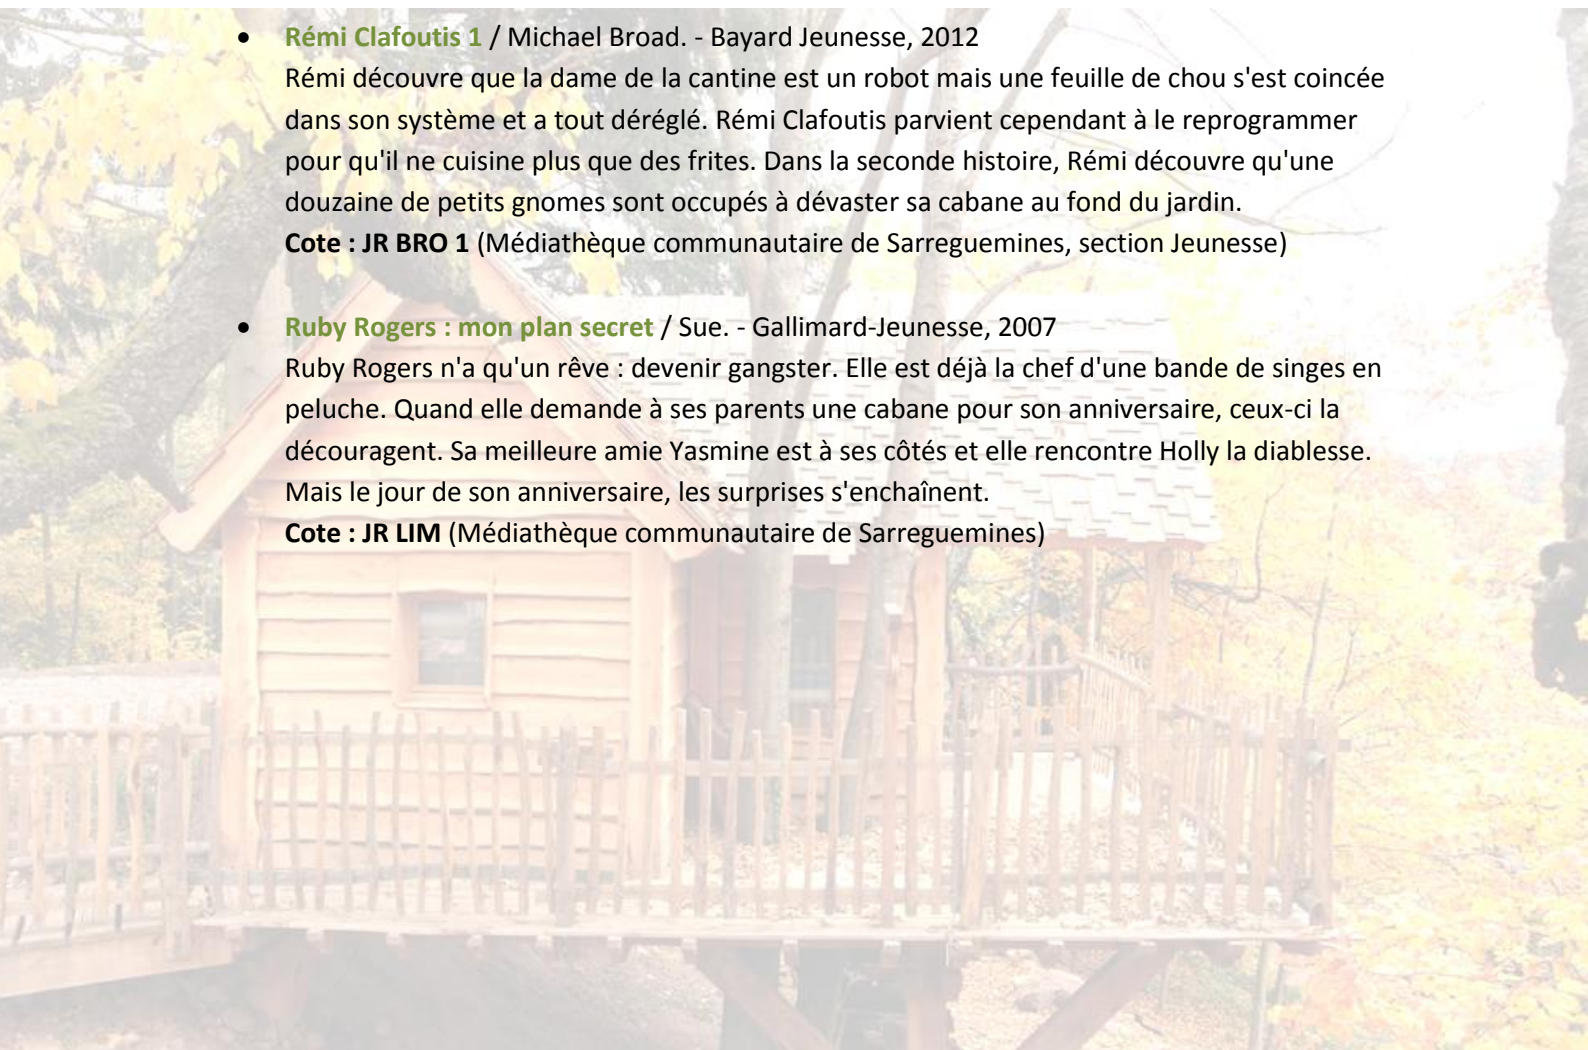 • Rémi Clafoutis 1 / Michael Broad. - Bayard Jeunesse, 2012
Rémi découvre que la dame de la cantine est un robot mais une feuille de chou s'est coincée
dans son système et a tout déréglé. Rémi Clafoutis parvient cependant à le reprogrammer
pour qu'il ne cuisine plus que des frites. Dans la seconde histoire, Rémi découvre qu'une
douzaine de petits gnomes sont occupés à dévaster sa cabane au fond du jardin.
Cote : JR BRO 1 (Médiathèque communautaire de Sarreguemines, section Jeunesse)
• Ruby Rogers : mon plan secret / Sue. - Gallimard-Jeunesse, 2007
Ruby Rogers n'a qu'un rêve : devenir gangster. Elle est déjà la chef d'une bande de singes en
peluche. Quand elle demande à ses parents une cabane pour son anniversaire, ceux-ci la
découragent. Sa meilleure amie Yasmine est à ses côtés et elle rencontre Holly la diablesse.
Mais le jour de son anniversaire, les surprises s'enchaînent.
Cote : JR LIM (Médiathèque communautaire de Sarreguemines)